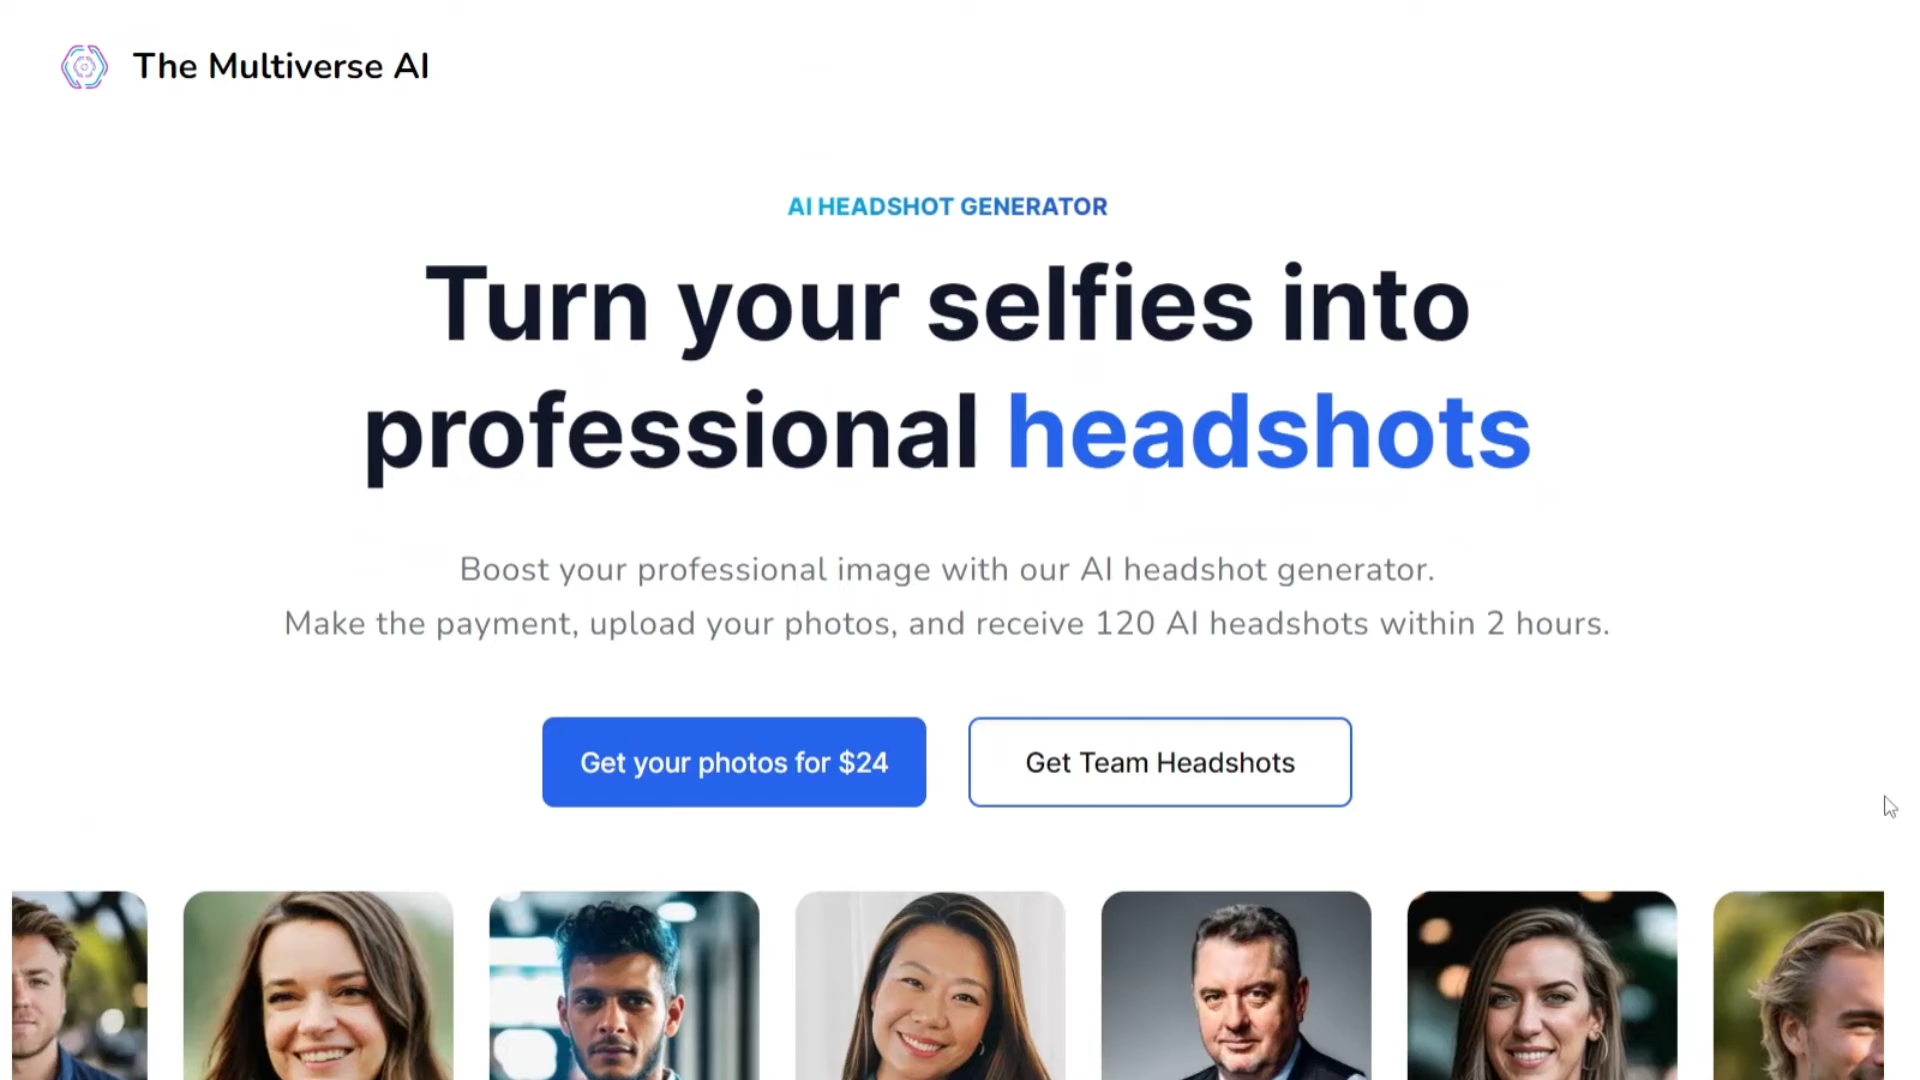 The Multiverse AI
AI HEADSHOT GENERATOR
Turn your selfies into
professional headshots
Boost your professional image with our AI headshot generator.
Make the payment, upload your photos, and receive 120 AI headshots within 2 hours.
Get your photos for $24
Get Team Headshots